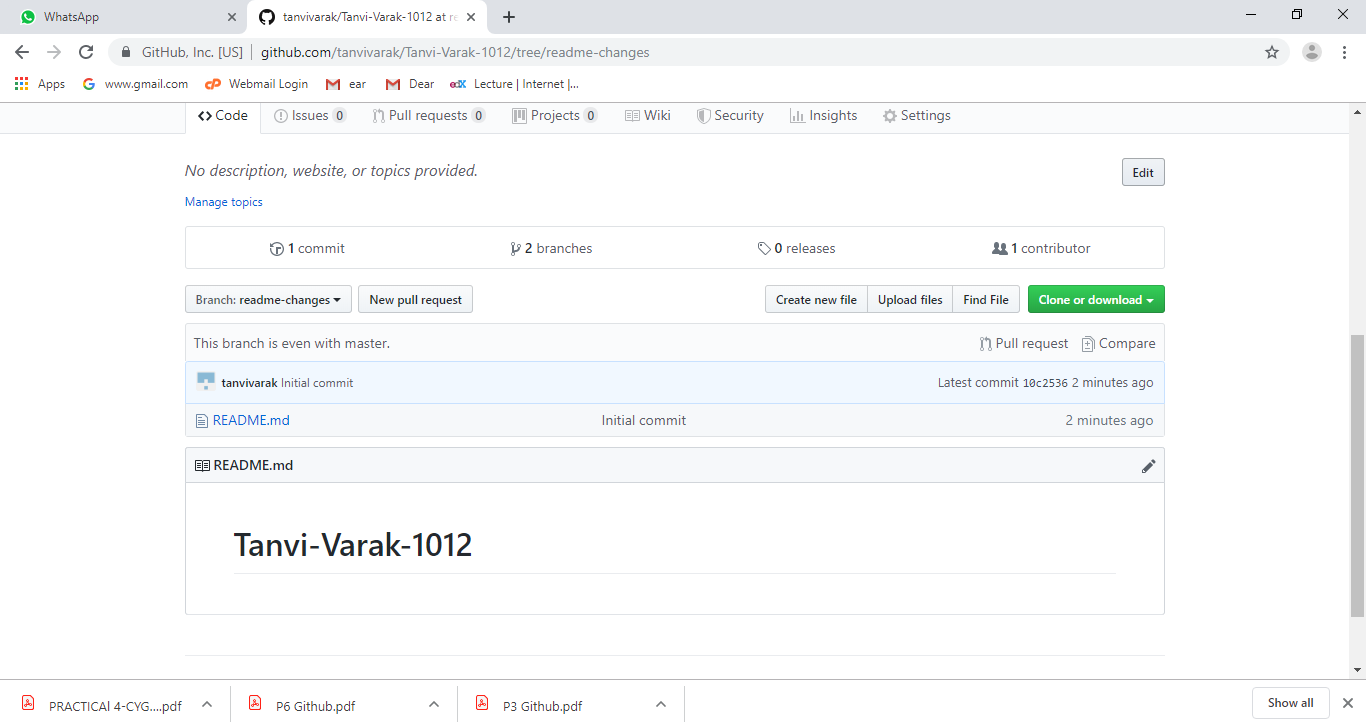 WhatsApp
tanvivarak/Tanvi-Varak-1012 at re
GitHub, Inc. [US] github.com/tanvivarak/Tanvi-Varak-1012/tree/readme-changes
Apps www.gmail.com Webmail Login ear Dear Lecture | Internet |...
Code Issues 0 Pull requests 0 Projects 0 Wiki Security Insights Settings
No description, website, or topics provided. Edit
Manage topics
1 commit 2 branches 0 releases 1 contributor
Branch: readme-changes New pull request Create new file Upload files Find File Clone or download
This branch is even with master. Pull request Compare
tanvivarak Initial commit Latest commit 10c2536 2 minutes ago
README.md Initial commit 2 minutes ago
README.md
Tanvi-Varak-1012
PRACTICAl 4-CYG....pdf P6 Github.pdf P3 Github.pdf Show all